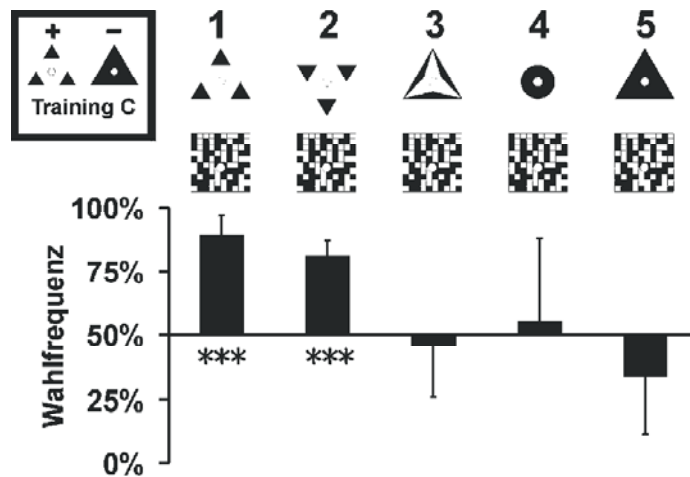 + −
Training C
1 2 3 4 5
100%
75%
50%
25%
0%
Wahlfrequenz
*** ***